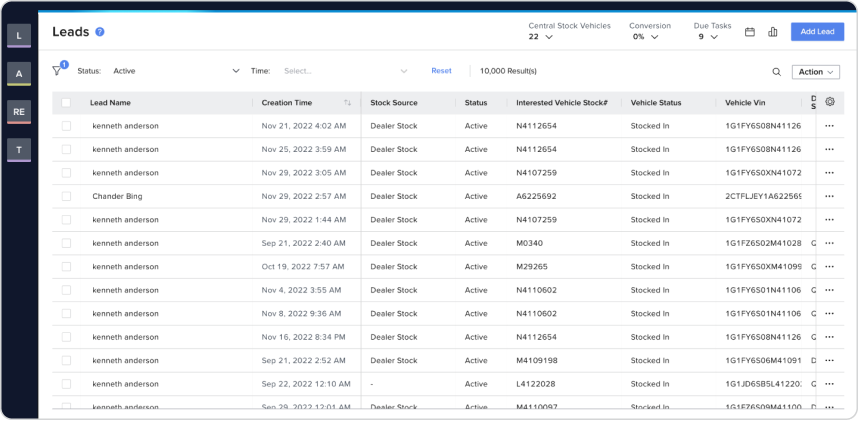 L
A
RE
T
Leads ?
Central Stock Vehicles Conversion Due Tasks
22 0% 9
Add Lead
1 Status: Active Time: Select... Reset 10,000 Result(s) Action
Lead Name Creation Time Stock Source Status Interested Vehicle Stock# Vehicle Status Vehicle Vin D
S
kenneth anderson Nov 21, 2022 4:02 AM Dealer Stock Active N4112654 Stocked In 1G1FY6S08N41126
kenneth anderson Nov 25, 2022 3:59 AM Dealer Stock Active N4112654 Stocked In 1G1FY6S08N41126
kenneth anderson Nov 29, 2022 3:05 AM Dealer Stock Active N4107259 Stocked In 1G1FY6S0XN41072
Chander Bing Nov 29, 2022 2:57 AM Dealer Stock Active A6225692 Stocked In 2CTFLJEY1A622569
kenneth anderson Nov 29, 2022 1:44 AM Dealer Stock Active N4107259 Stocked In 1G1FY6S0XN41072
kenneth anderson Sep 21, 2022 2:40 AM Dealer Stock Active M0340 Stocked In 1G1FZ6S02M41028
kenneth anderson Oct 19, 2022 7:57 AM Dealer Stock Active M29265 Stocked In 1G1FY6S0XM41099
kenneth anderson Nov 4, 2022 3:55 AM Dealer Stock Active N4110602 Stocked In 1G1FY6S01N41106
kenneth anderson Nov 8, 2022 9:36 AM Dealer Stock Active N4110602 Stocked In 1G1FY6S01N41106
kenneth anderson Nov 16, 2022 8:34 PM Dealer Stock Active N4112654 Stocked In 1G1FY6S08N41126
kenneth anderson Sep 21, 2022 2:52 AM Dealer Stock Active M4109198 Stocked In 1G1FY6S06M41091
kenneth anderson Sep 22, 2022 12:10 AM - Active L4122028 Stocked In 1G1JD6SB5L41220
kenneth anderson Sep 29, 2022 12:01 AM Dealer Stock Active M4110097 Stocked In 1G1FZ6S09M41100